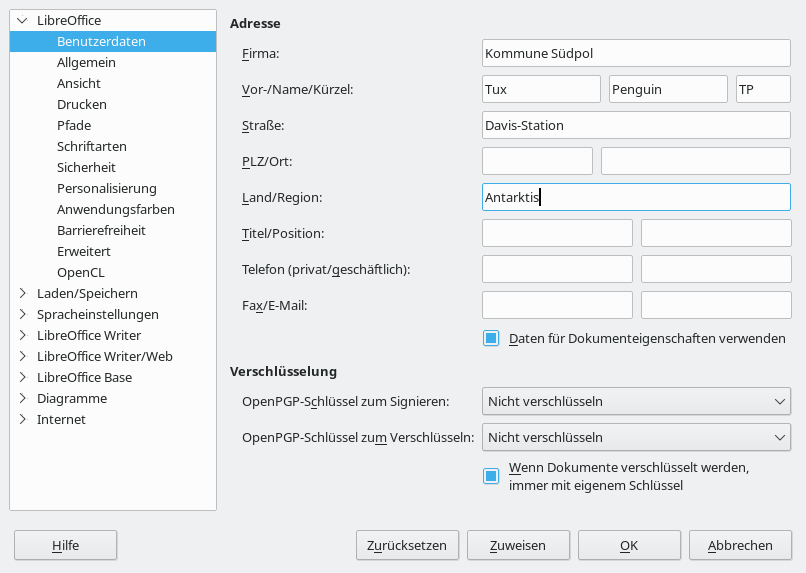 LibreOffice
Benutzerdaten
Allgemein
Ansicht
Drucken
Pfade
Schriftarten
Sicherheit
Personalisierung
Anwendungsfarben
Barrierefreiheit
Erweitert
OpenCL
Laden/Speichern
Spracheinstellungen
LibreOffice Writer
LibreOffice Writer/Web
LibreOffice Base
Diagramme
Internet
Adresse
Firma: Kommune Südpol
Vor-/Name/Kürzel: Tux Penguin TP
Straße: Davis-Station
PLZ/Ort:
Land/Region: Antarktis
Titel/Position:
Telefon (privat/geschäftlich):
Fax/E-Mail:
Daten für Dokumenteigenschaften verwenden
Verschlüsselung
OpenPGP-Schlüssel zum Signieren: Nicht verschlüsseln
OpenPGP-Schlüssel zum Verschlüsseln: Nicht verschlüsseln
Wenn Dokumente verschlüsselt werden,
immer mit eigenem Schlüssel
Hilfe Zurücksetzen Zuweisen OK Abbrechen